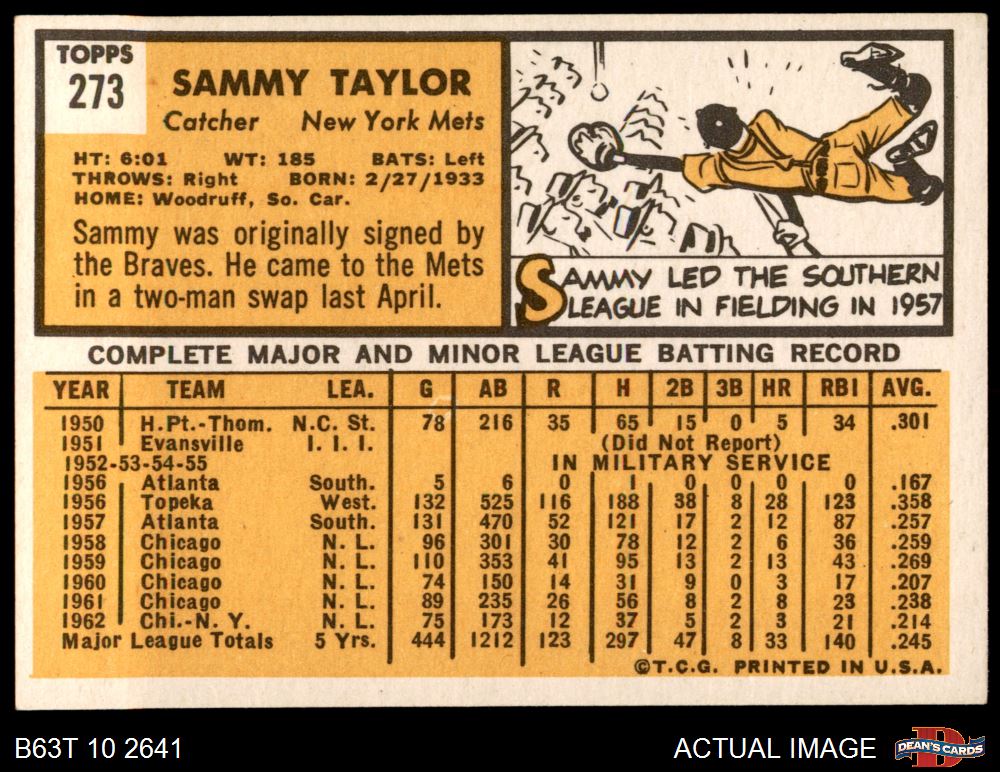 TOPPS
273
SAMMY TAYLOR
Catcher New York Mets
HT: 6:01 WT: 185 BATS: Left
THROWS: Right BORN: 2/27/1933
HOME: Woodruff, So. Car.
Sammy was originally signed by
the Braves. He came to the Mets
in a two-man swap last April.
SAMMY LED THE SOUTHERN
LEAGUE IN FIELDING IN 1957
COMPLETE MAJOR AND MINOR LEAGUE BATTING RECORD
YEAR TEAM LEA. G AB R H 2B 3B HR RBI AVG.
1950 H.Pt.-Thom. N.C. St. 78 216 35 65 15 0 5 34 .301
1951 Evansville I. I. I. (Did Not Report)
1952-53-54-55 IN MILITARY SERVICE
1956 Atlanta South. 5 6 0 1 0 0 0 0 .167
1956 Topeka West. 132 525 116 188 38 8 28 123 .358
1957 Atlanta South. 131 470 52 121 17 2 12 87 .257
1958 Chicago N. L. 96 301 30 78 12 2 6 36 .259
1959 Chicago N. L. 110 353 41 95 13 2 13 43 .269
1960 Chicago N. L. 74 150 14 31 9 0 3 17 .207
1961 Chicago N. L. 89 235 26 56 8 2 8 23 .238
1962 Chi.-N. Y. N. L. 75 173 12 37 5 2 3 21 .214
Major League Totals 5 Yrs. 444 1212 123 297 47 8 33 140 .245
©T.C.G. PRINTED IN U.S.A.
B63T 10 2641 ACTUAL IMAGE DEAN'S CARDS